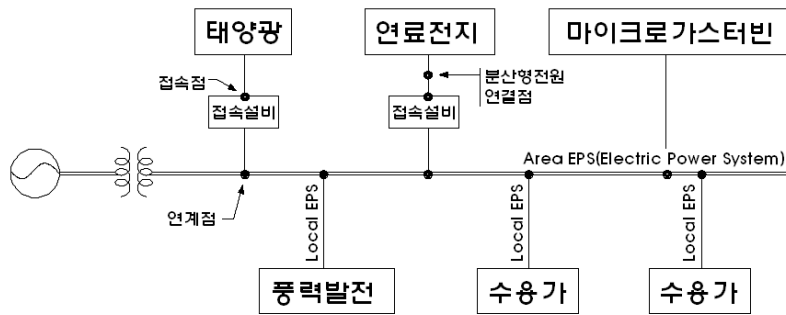 태양광
연료전지
마이크로가스터빈
접속점
분산형전원
연결점
접속설비
접속설비
Area EPS(Electric Power System)
연계점
Local EPS
Local EPS
Local EPS
풍력발전
수용가
수용가